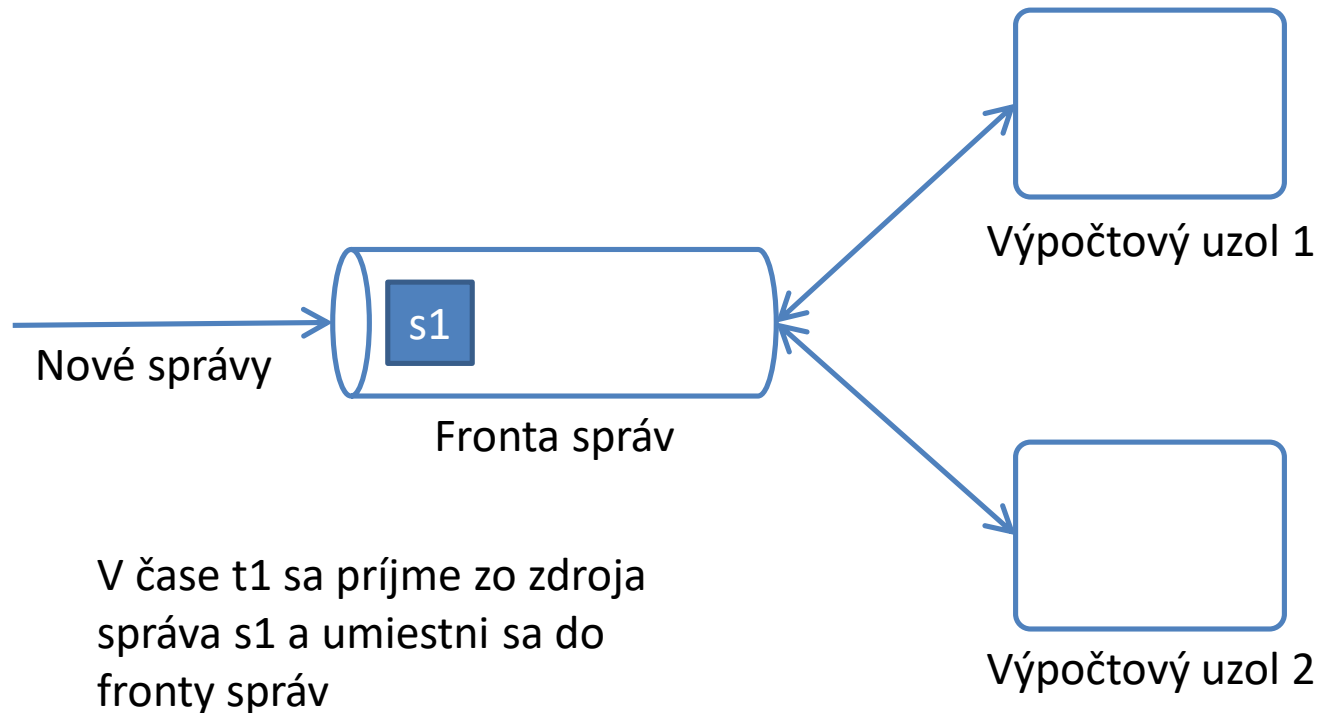 Výpočtový uzol 1
s1
Nové správy
Fronta správ
V čase t1 sa príjme zo zdroja
správa s1 a umiestni sa do
fronty správ
Výpočtový uzol 2